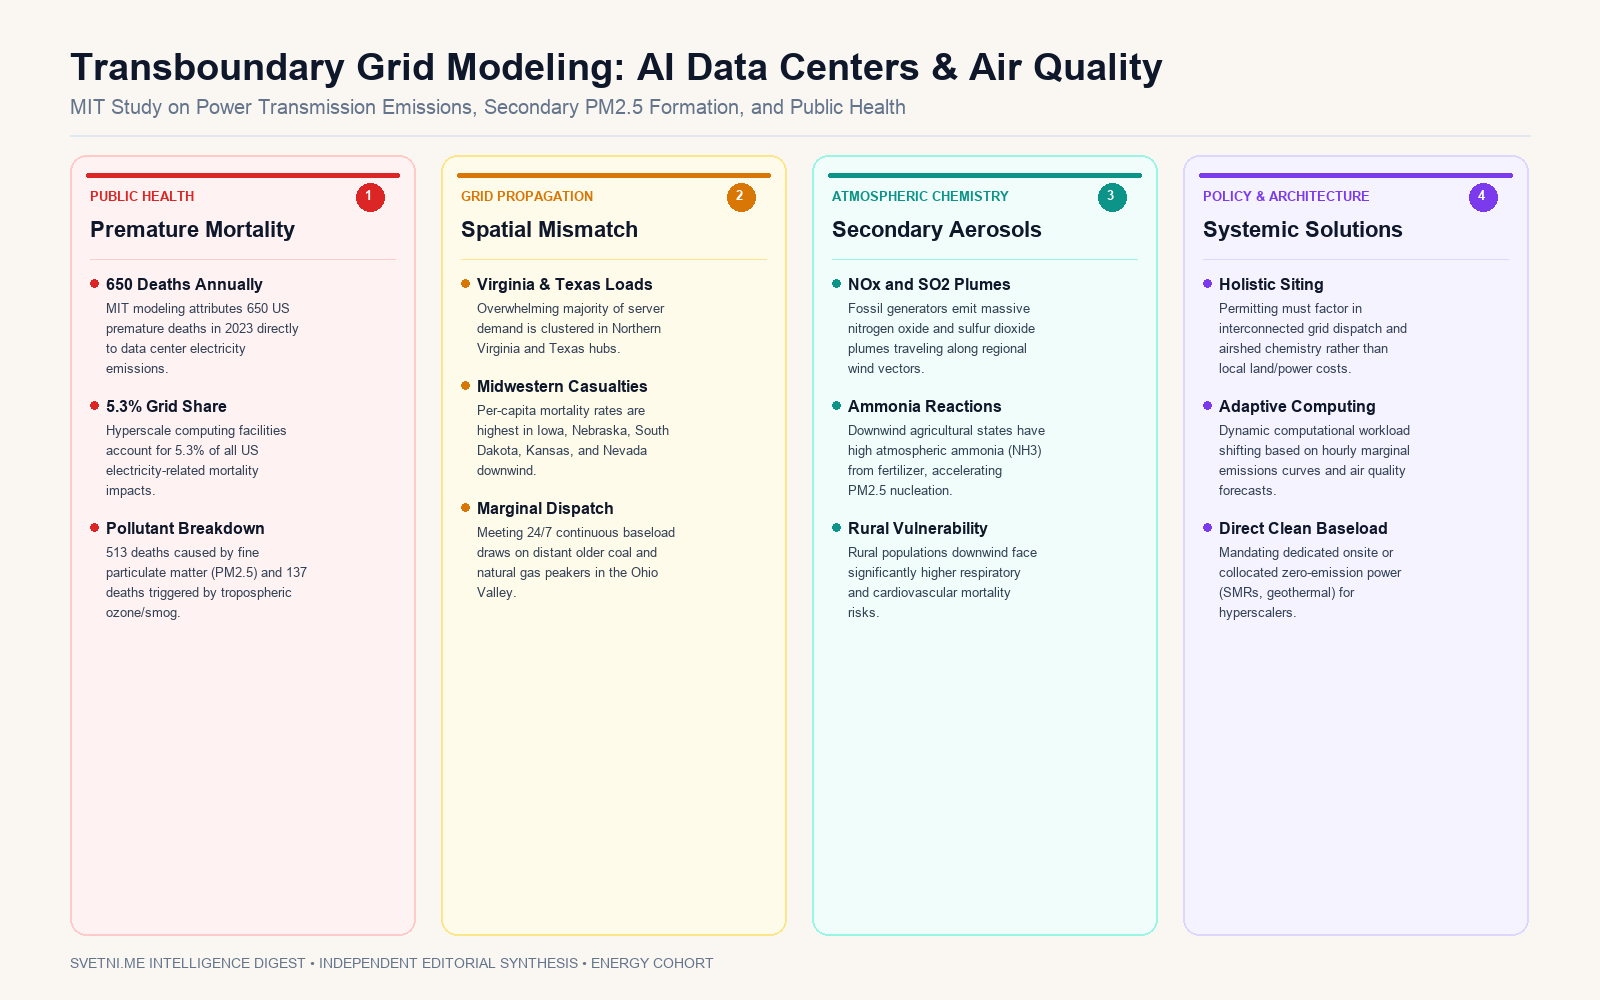 Transboundary Grid Modeling: AI Data Centers & Air Quality
MIT Study on Power Transmission Emissions, Secondary PM2.5 Formation, and Public Health
PUBLIC HEALTH
1
Premature Mortality
650 Deaths Annually
MIT modeling attributes 650 US
premature deaths in 2023 directly
to data center electricity
emissions.
5.3% Grid Share
Hyperscale computing facilities
account for 5.3% of all US
electricity-related mortality
impacts.
Pollutant Breakdown
513 deaths caused by fine
particulate matter (PM2.5) and 137
deaths triggered by tropospheric
ozone/smog.
GRID PROPAGATION
2
Spatial Mismatch
Virginia & Texas Loads
Overwhelming majority of server
demand is clustered in Northern
Virginia and Texas hubs.
Midwestern Casualties
Per-capita mortality rates are
highest in Iowa, Nebraska, South
Dakota, Kansas, and Nevada
downwind.
Marginal Dispatch
Meeting 24/7 continuous baseload
draws on distant older coal and
natural gas peakers in the Ohio
Valley.
ATMOSPHERIC CHEMISTRY
3
Secondary Aerosols
NOx and SO2 Plumes
Fossil generators emit massive
nitrogen oxide and sulfur dioxide
plumes traveling along regional
wind vectors.
Ammonia Reactions
Downwind agricultural states have
high atmospheric ammonia (NH3)
from fertilizer, accelerating
PM2.5 nucleation.
Rural Vulnerability
Rural populations downwind face
significantly higher respiratory
and cardiovascular mortality
risks.
POLICY & ARCHITECTURE
4
Systemic Solutions
Holistic Siting
Permitting must factor in
interconnected grid dispatch and
airshed chemistry rather than
local land/power costs.
Adaptive Computing
Dynamic computational workload
shifting based on hourly marginal
emissions curves and air quality
forecasts.
Direct Clean Baseload
Mandating dedicated onsite or
collocated zero-emission power
(SMRs, geothermal) for
hyperscalers.
SVETNI.ME INTELLIGENCE DIGEST • INDEPENDENT EDITORIAL SYNTHESIS • ENERGY COHORT